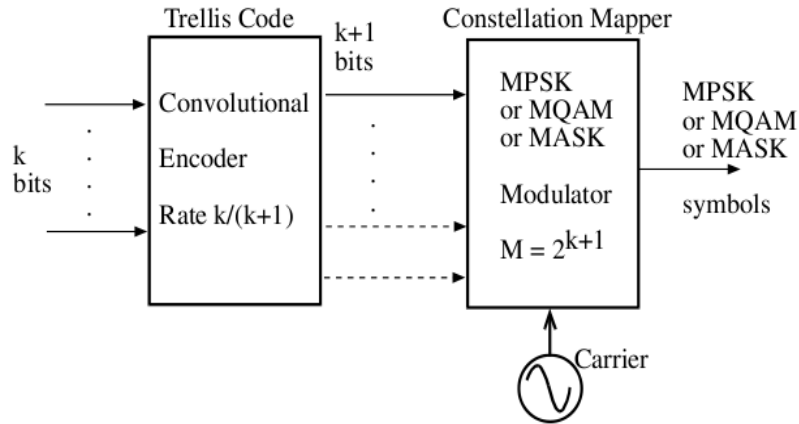 Trellis Code
k+1
bits
Constellation Mapper
k
bits
Convolutional
Encoder
Rate k/(k+1)
MPSK
or MQAM
or MASK
Modulator
M = 2^{k+1}
MPSK
or MQAM
or MASK
symbols
Carrier